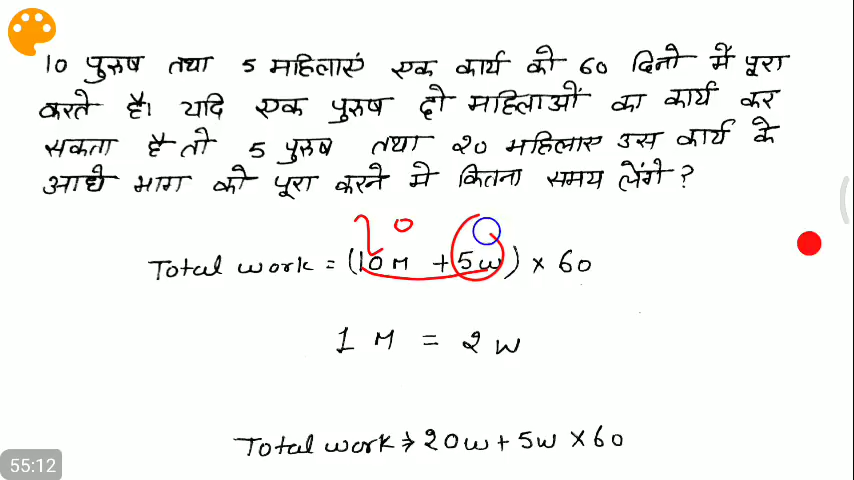 10 पुरुष तथा 5 महिलाएं एक कार्य को 60 दिनो में पूरा
करते है। यदि एक पुरुष दो महिलाओं का कार्य कर
सकता है तो 5 पुरुष तथा 20 महिलाए उस कार्य के
आधे भाग को पूरा करने मे कितना समय लेंगे ?
20
Total work = (10M + 5w) × 60
1 M = 2 w
Total work ⇒ 20w + 5w × 60
55:12